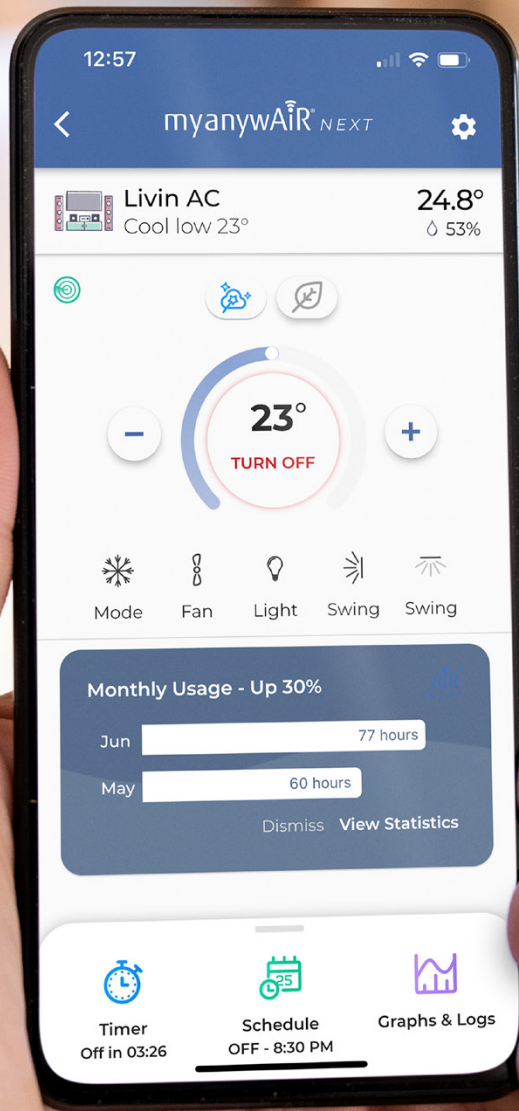 12:57
myanywAiR® NEXT
Livin AC
Cool low 23°
24.8°
53%
23°
TURN OFF
Mode
Fan
Light
Swing
Swing
Monthly Usage - Up 30%
Jun
77 hours
May
60 hours
Dismiss
View Statistics
25
Timer
Off in 03:26
Schedule
OFF - 8:30 PM
Graphs & Logs